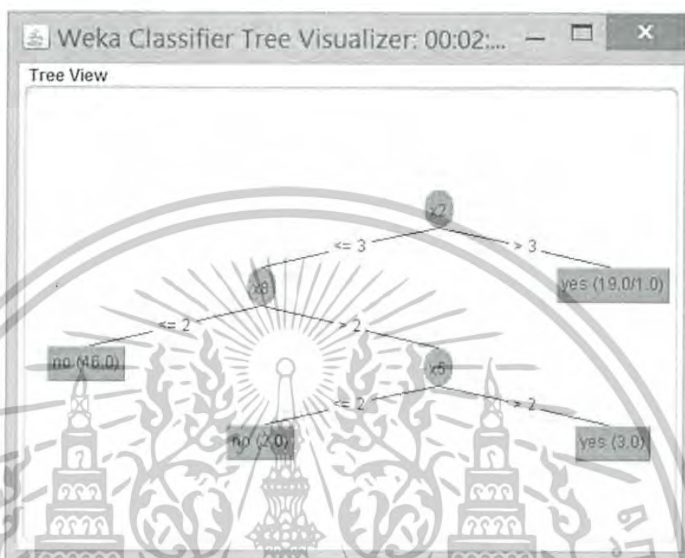 Weka Classifier Tree Visualizer: 00:02:...
Tree View
x2
<= 3
> 3
x8
yes (19.0/1.0)
<= 2
> 2
no (46.0)
x5
<= 2
> 2
no (2.0)
yes (3.0)